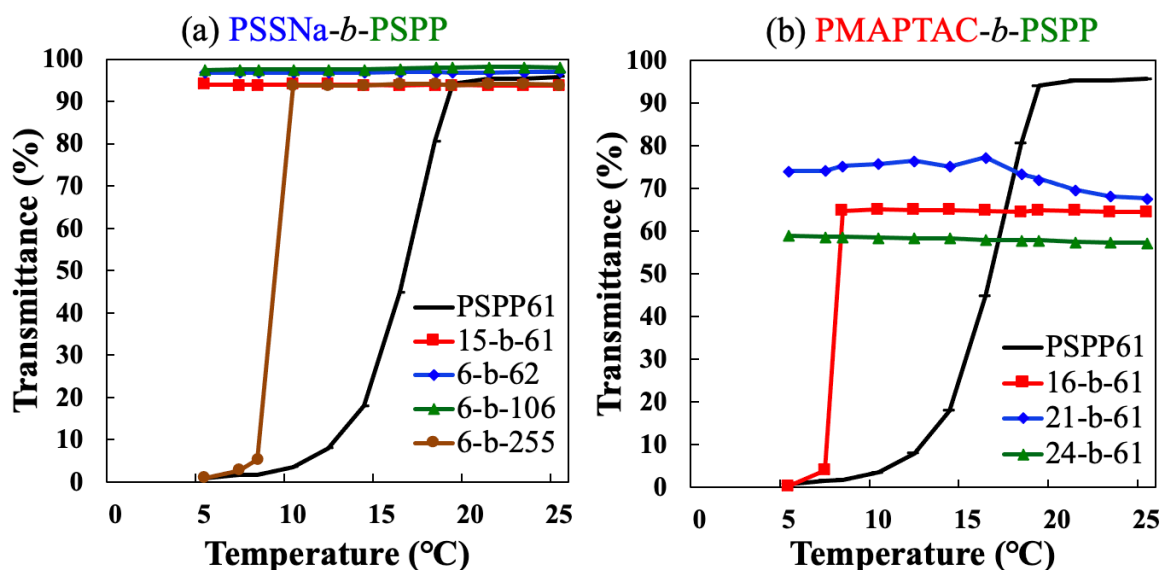 (a) PSSNa-b-PSPP
Transmittance (%)
100
90
80
70
60
50
40
30
20
10
0
PSPP61
15-b-61
6-b-62
6-b-106
6-b-255
0 5 10 15 20 25
Temperature (℃)
(b) PMAPTAC-b-PSPP
Transmittance (%)
100
90
80
70
60
50
40
30
20
10
0
PSPP61
16-b-61
21-b-61
24-b-61
0 5 10 15 20 25
Temperature (℃)